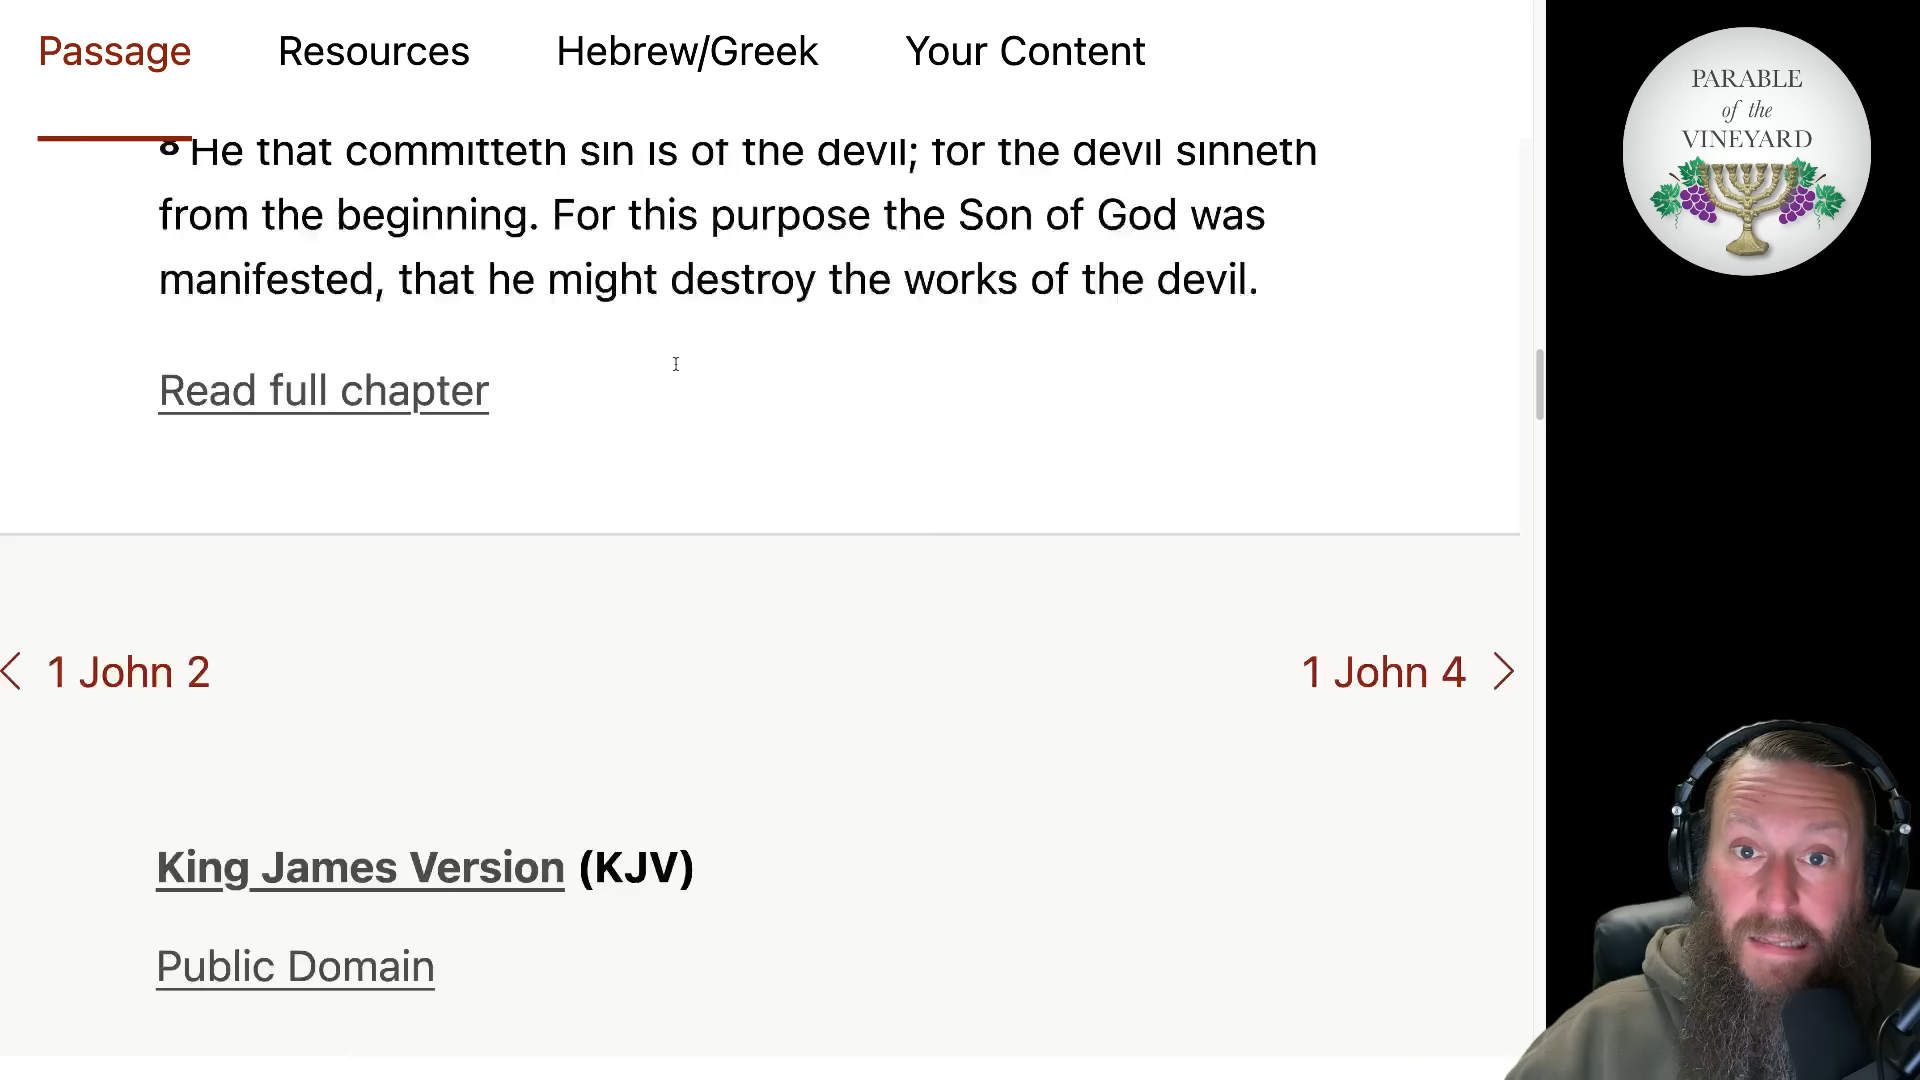 Passage
Resources
Hebrew/Greek
Your Content
PARABLE
of the
VINEYARD
8 He that committeth sin is of the devil; for the devil sinneth
from the beginning. For this purpose the Son of God was
manifested, that he might destroy the works of the devil.
Read full chapter
1 John 2
1 John 4
King James Version (KJV)
Public Domain